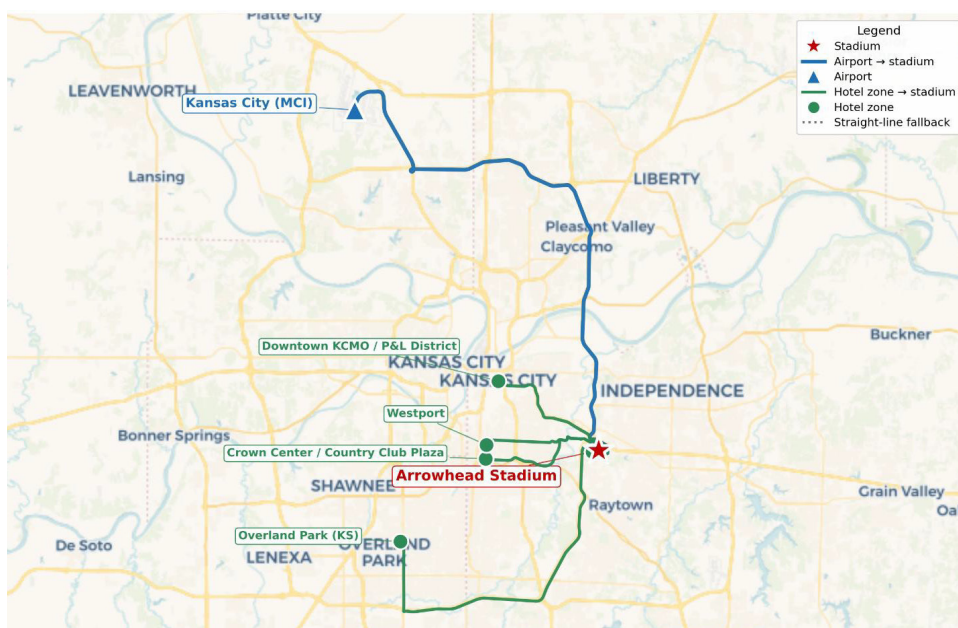 Platte City
Legend
Stadium
Airport → stadium
Airport
Hotel zone → stadium
Hotel zone
Straight-line fallback
LEAVENWORTH
Kansas City (MCI)
Lansing
LIBERTY
Pleasant Valley
Claycomo
Buckner
Downtown KCMO / P&L District
KANSAS CITY
KANSAS CITY
INDEPENDENCE
Westport
Bonner Springs
Crown Center / Country Club Plaza
Arrowhead Stadium
SHAWNEE
Grain Valley
Raytown
Oa
Overland Park (KS)
De Soto
OVERLAND
PARK
LENEXA